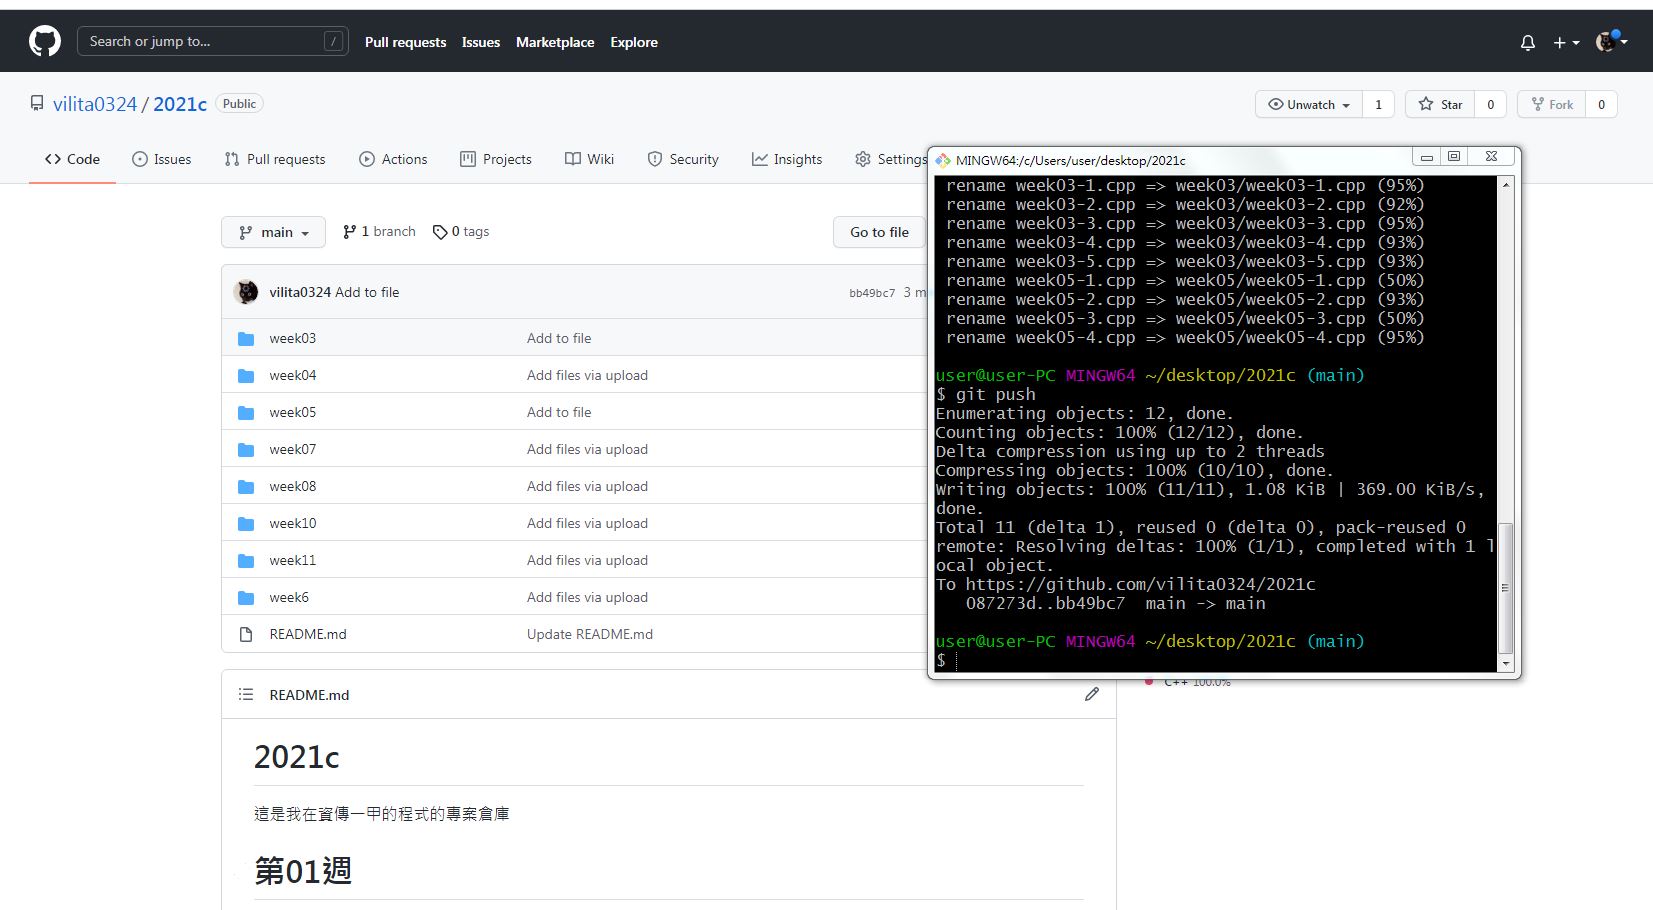 Search or jump to... /
Pull requests Issues Marketplace Explore
vilita0324 / 2021c Public
Unwatch 1 Star 0 Fork 0
Code Issues Pull requests Actions Projects Wiki Security Insights Settings
main 1 branch 0 tags Go to file
vilita0324 Add to file bb49bc7 3 m
week03 Add to file
week04 Add files via upload
week05 Add to file
week07 Add files via upload
week08 Add files via upload
week10 Add files via upload
week11 Add files via upload
week6 Add files via upload
README.md Update README.md
README.md
2021c
這是我在資傳一甲的程式的專案倉庫
第01週
C++ 100.0%
MINGW64:/c/Users/user/desktop/2021c
rename week03-1.cpp => week03/week03-1.cpp (95%)
rename week03-2.cpp => week03/week03-2.cpp (92%)
rename week03-3.cpp => week03/week03-3.cpp (95%)
rename week03-4.cpp => week03/week03-4.cpp (93%)
rename week03-5.cpp => week03/week03-5.cpp (93%)
rename week05-1.cpp => week05/week05-1.cpp (50%)
rename week05-2.cpp => week05/week05-2.cpp (93%)
rename week05-3.cpp => week05/week05-3.cpp (50%)
rename week05-4.cpp => week05/week05-4.cpp (95%)
user@user-PC MINGW64 ~/desktop/2021c (main)
$ git push
Enumerating objects: 12, done.
Counting objects: 100% (12/12), done.
Delta compression using up to 2 threads
Compressing objects: 100% (10/10), done.
Writing objects: 100% (11/11), 1.08 KiB | 369.00 KiB/s,
done.
Total 11 (delta 1), reused 0 (delta 0), pack-reused 0
remote: Resolving deltas: 100% (1/1), completed with 1 l
ocal object.
To https://github.com/vilita0324/2021c
087273d..bb49bc7 main -> main
user@user-PC MINGW64 ~/desktop/2021c (main)
$